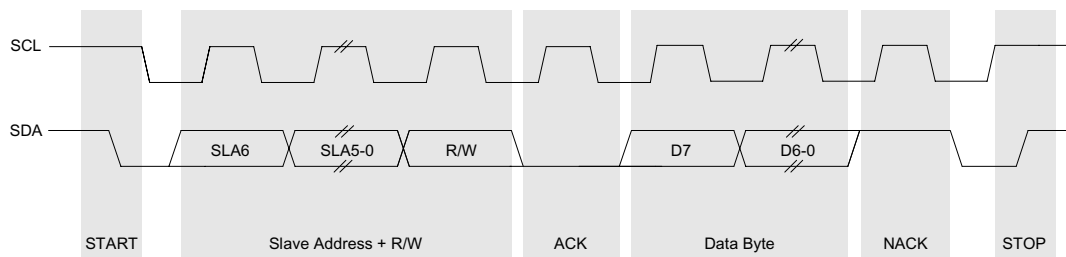 SCL
SDA
SLA6 SLA5-0 R/W D7 D6-0
START Slave Address + R/W ACK Data Byte NACK STOP